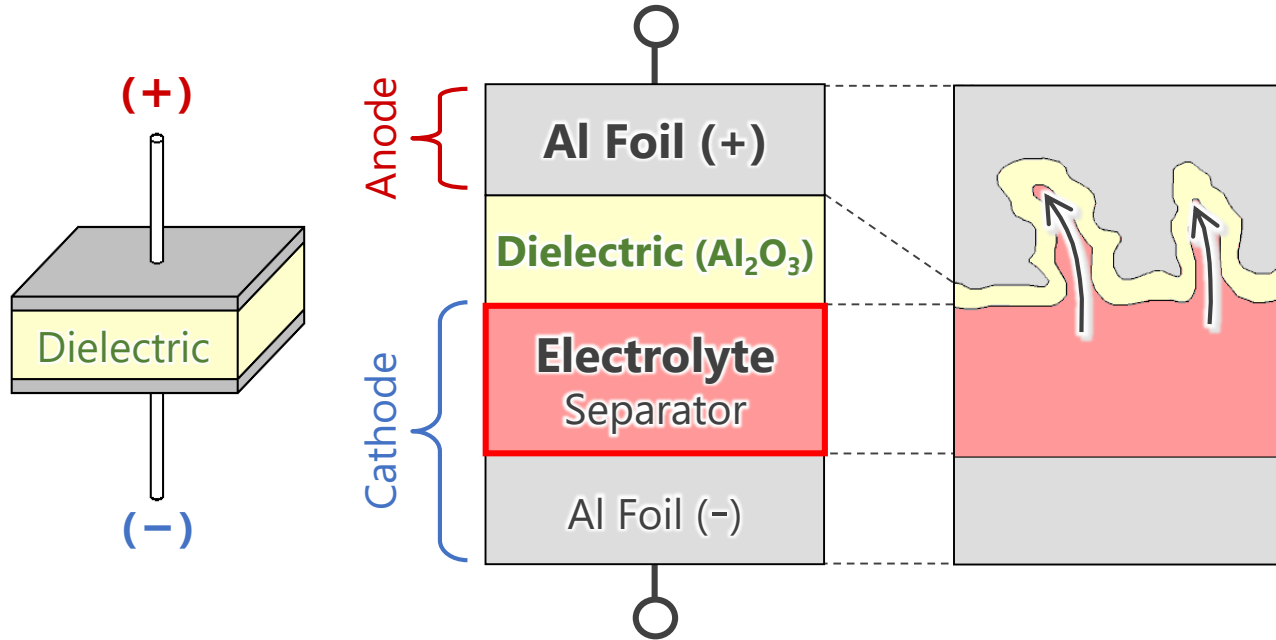 (+)
Dielectric
(−)
Anode
Cathode
Al Foil (+)
Dielectric (Al₂O₃)
Electrolyte
Separator
Al Foil (−)